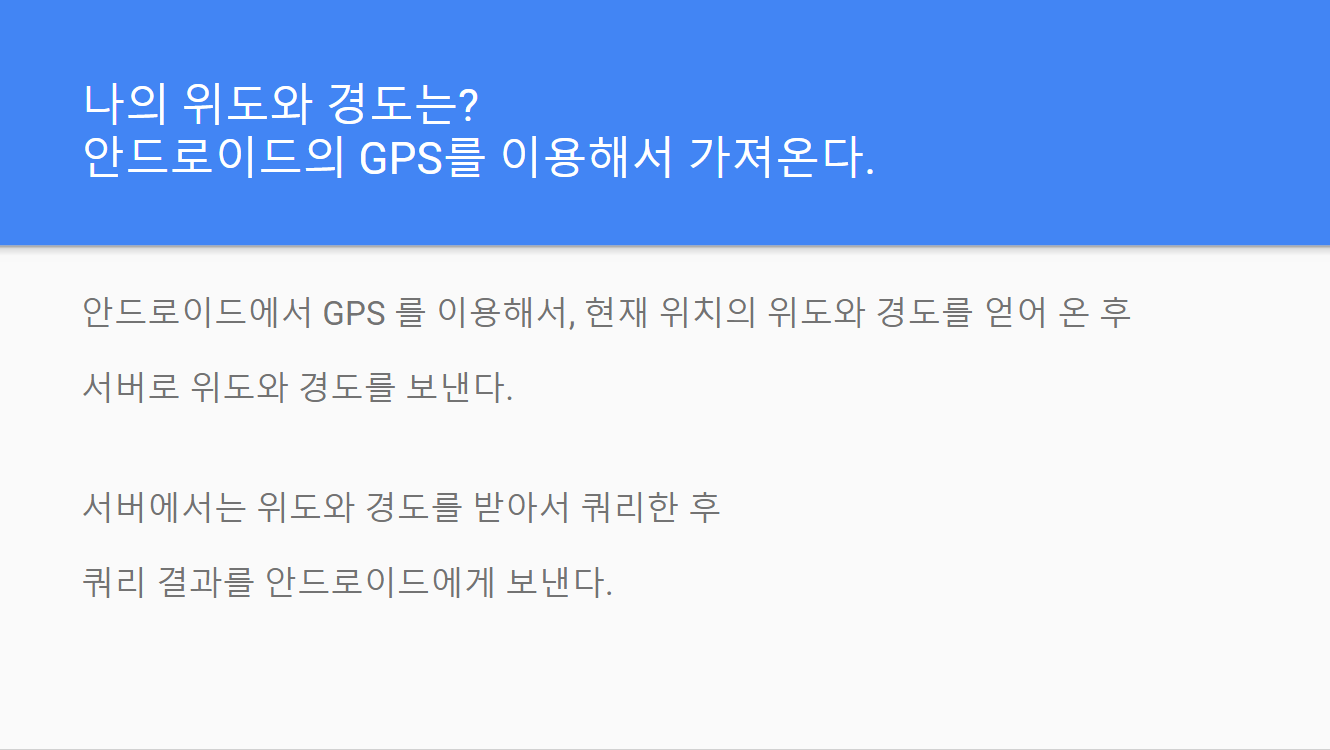 나의 위도와 경도는?
안드로이드의 GPS를 이용해서 가져온다.
안드로이드에서 GPS 를 이용해서, 현재 위치의 위도와 경도를 얻어 온 후
서버로 위도와 경도를 보낸다.
서버에서는 위도와 경도를 받아서 쿼리한 후
쿼리 결과를 안드로이드에게 보낸다.